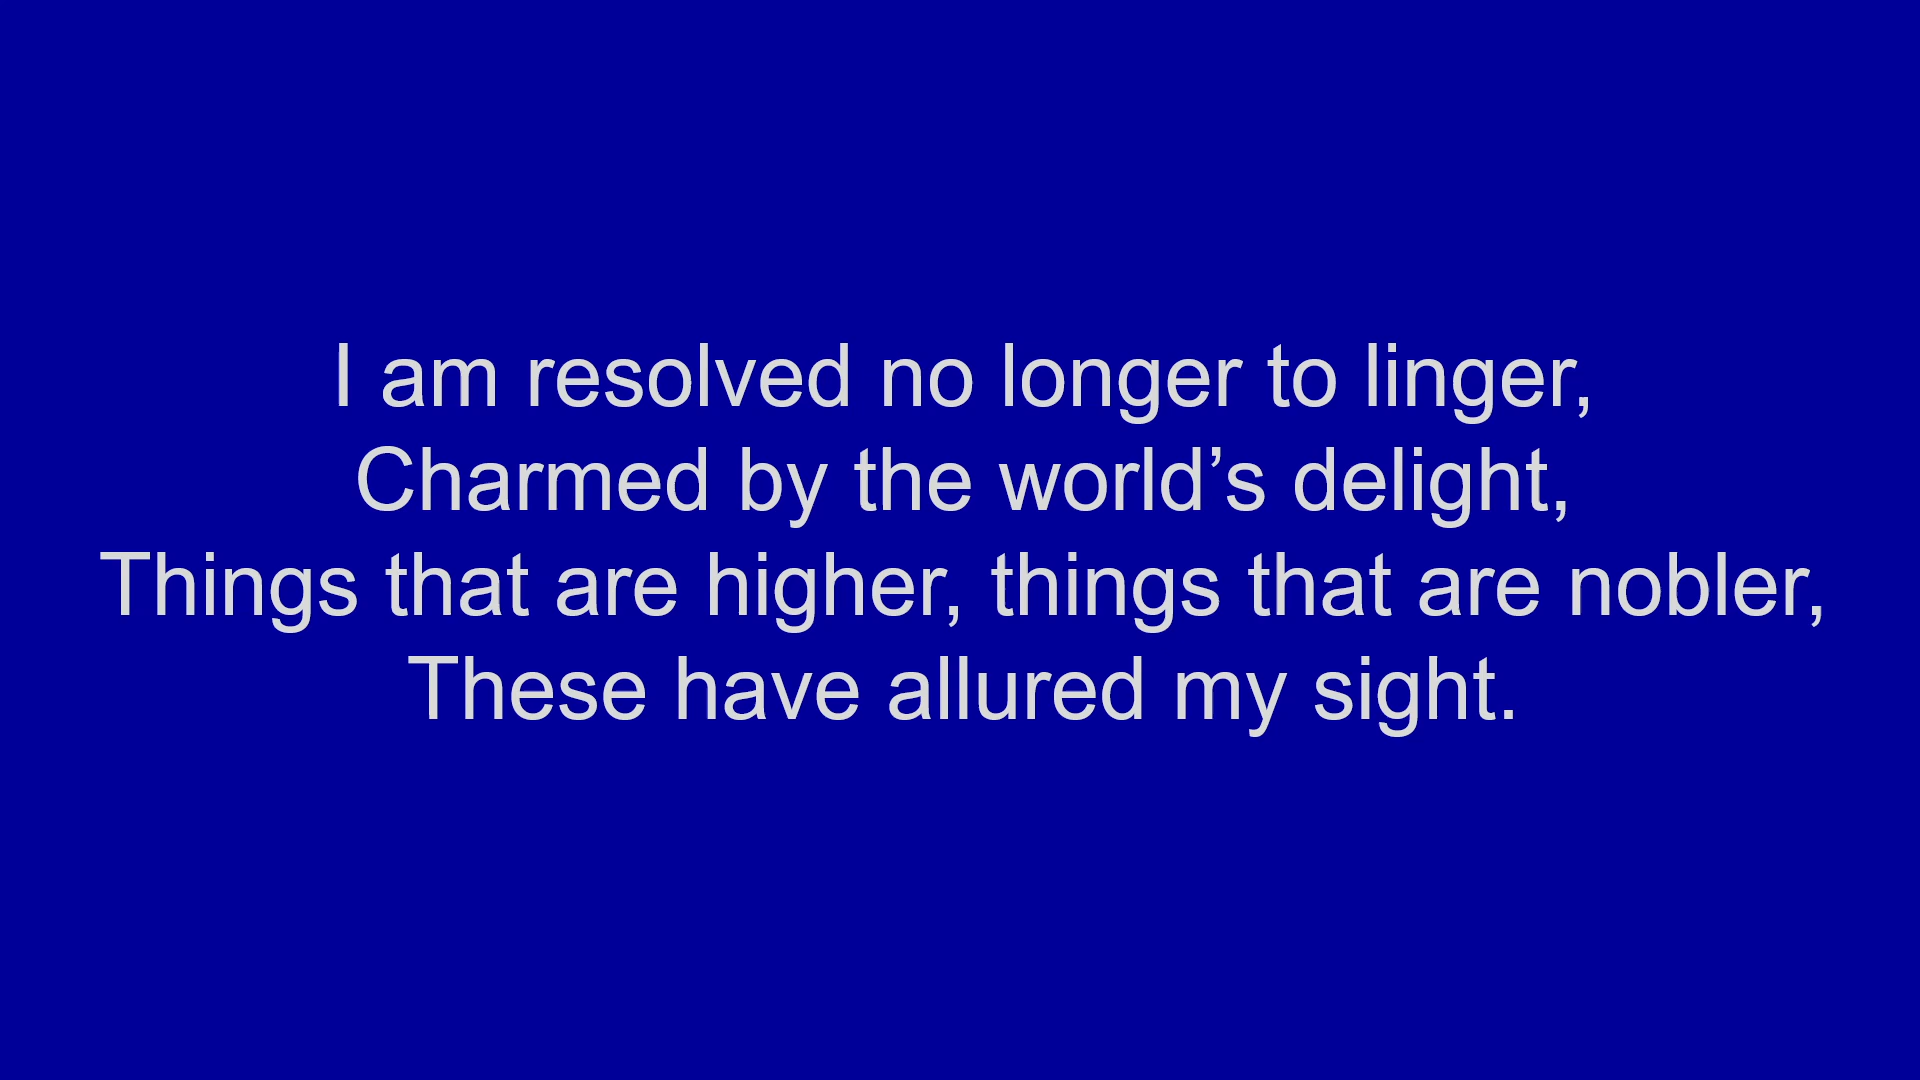 I am resolved no longer to linger,
Charmed by the world’s delight,
Things that are higher, things that are nobler,
These have allured my sight.